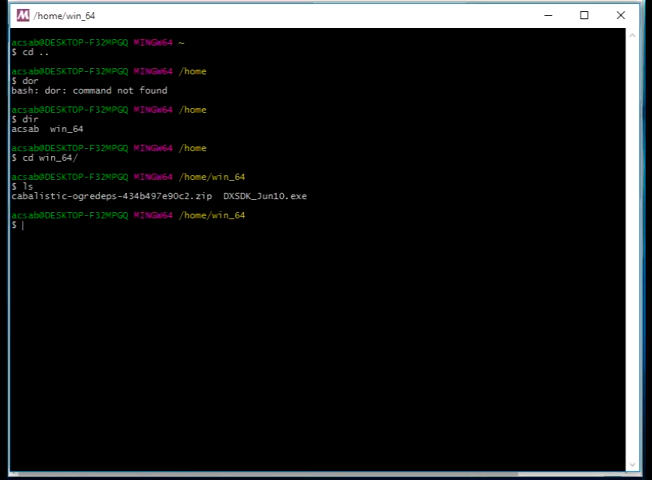 /home/win_64
acsab@DESKTOP-F32MPGQ MINGW64 ~
$ cd ..
acsab@DESKTOP-F32MPGQ MINGW64 /home
$ dor
bash: dor: command not found
acsab@DESKTOP-F32MPGQ MINGW64 /home
$ dir
acsab  win_64
acsab@DESKTOP-F32MPGQ MINGW64 /home
$ cd win_64/
acsab@DESKTOP-F32MPGQ MINGW64 /home/win_64
$ ls
cabalistic-ogredeps-434b497e90c2.zip  DXSDK_Jun10.exe
acsab@DESKTOP-F32MPGQ MINGW64 /home/win_64
$